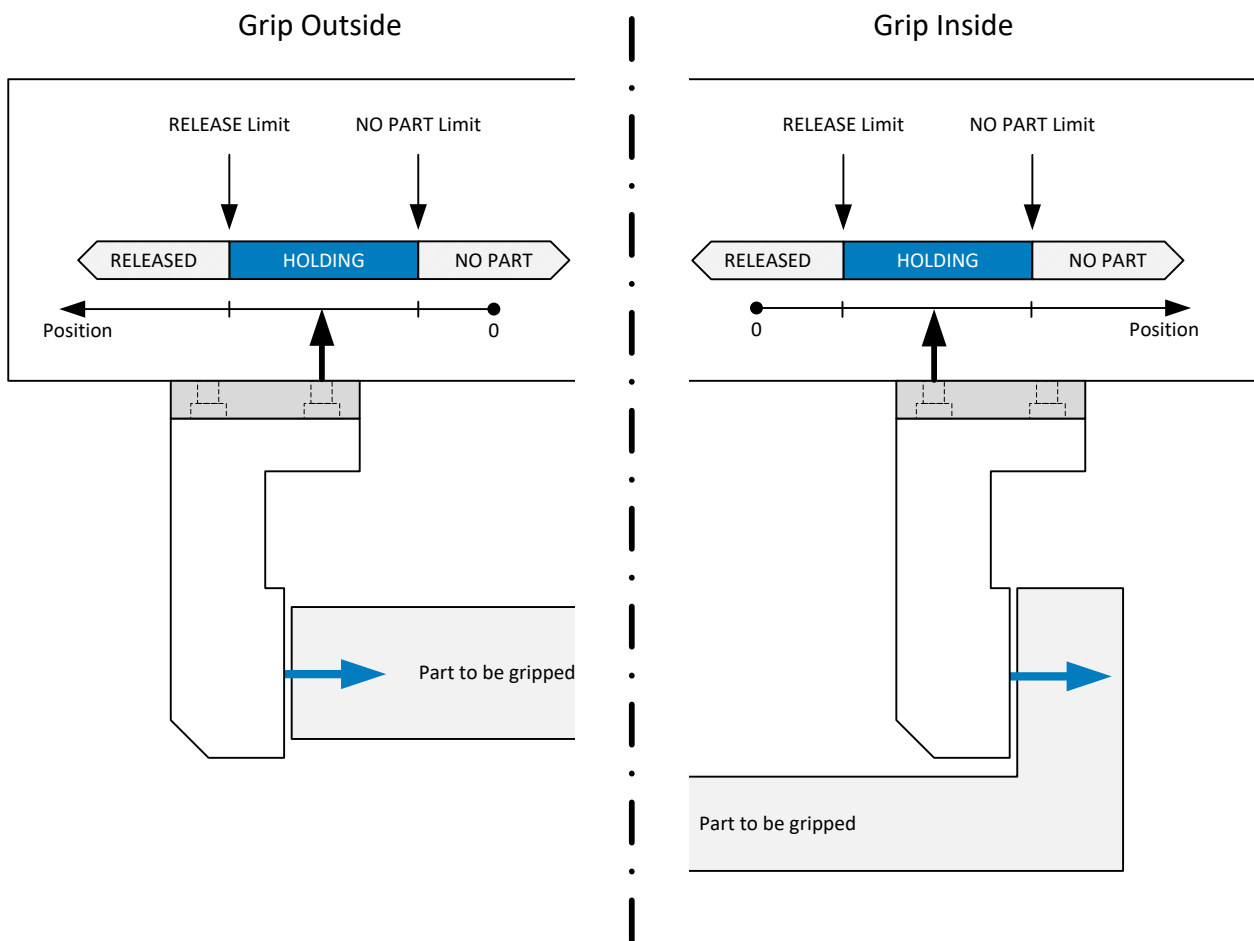 Grip Outside
RELEASE Limit
NO PART Limit
RELEASED
HOLDING
NO PART
Position
0
Part to be gripped
Grip Inside
RELEASE Limit
NO PART Limit
RELEASED
HOLDING
NO PART
0
Position
Part to be gripped